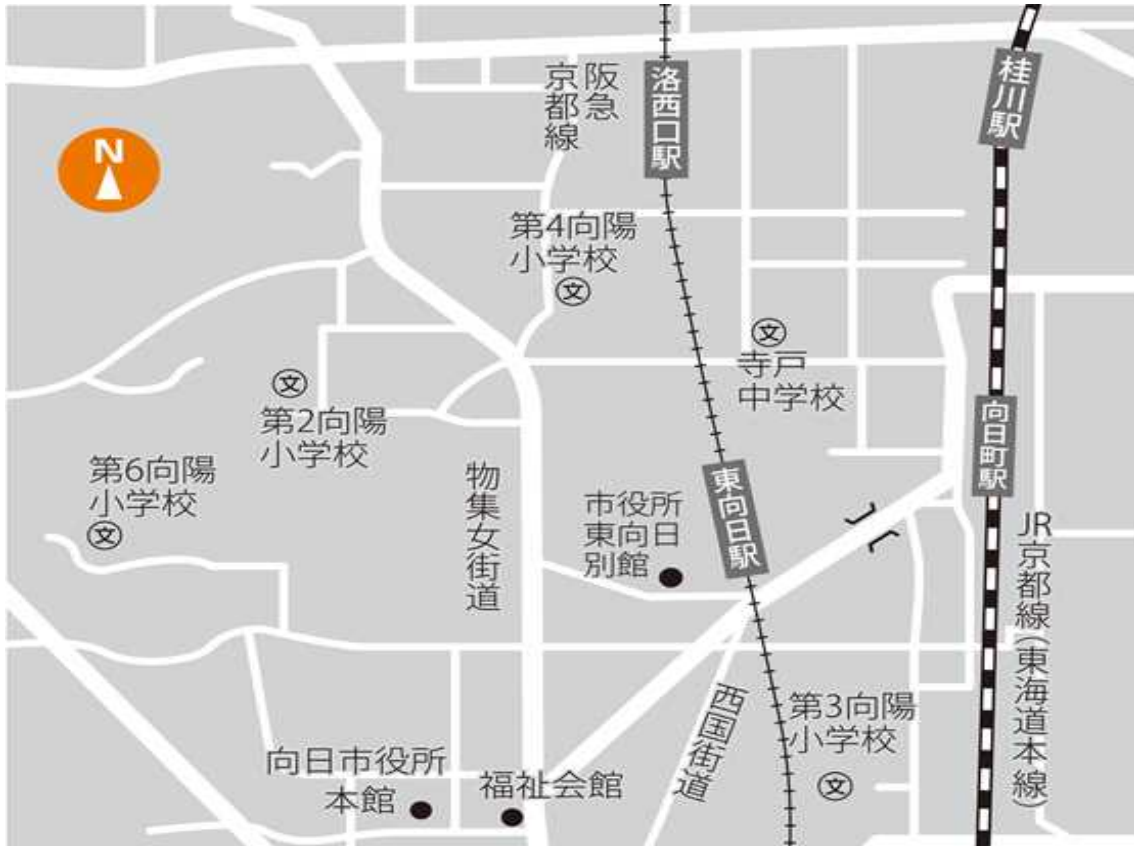 N
阪急
京都線
洛西口駅
桂川駅
第4向陽
小学校
文
文
寺戸
中学校
文
第2向陽
小学校
第6向陽
小学校
文
物集女街道
市役所
東向日
別館
東向日駅
向日町駅
JR京都線(東海道本線)
西国街道
第3向陽
小学校
文
向日市役所
本館
福祉会館